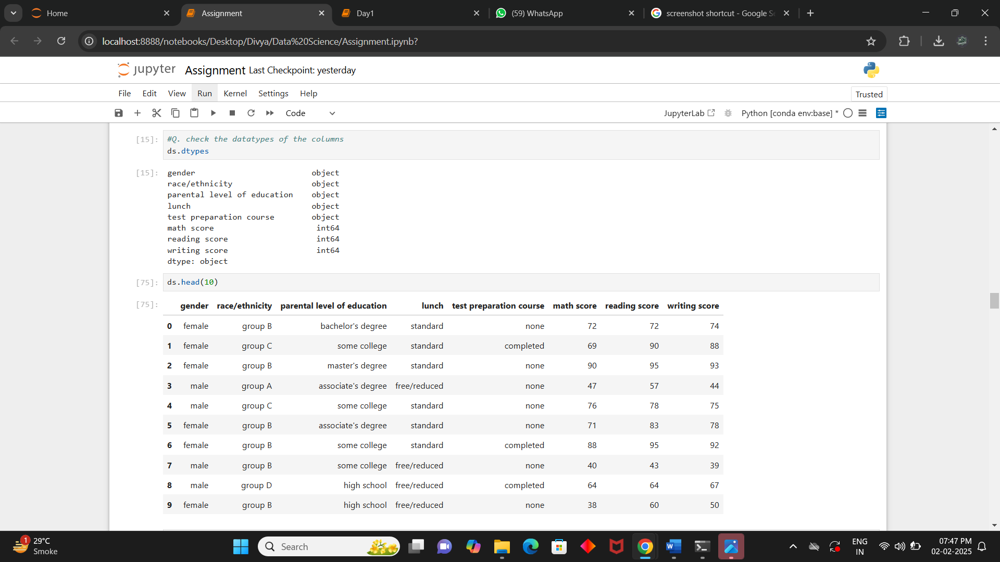 Home
Assignment
Day1
(59) WhatsApp
screenshot shortcut - Google Se
localhost:8888/notebooks/Desktop/Divya/Data%20Science/Assignment.ipynb?
jupyter Assignment Last Checkpoint: yesterday
File Edit View Run Kernel Settings Help
Trusted
Code
JupyterLab
Python [conda env:base] *
[15]: #Q. check the datatypes of the columns
ds.dtypes
[15]: gender object
race/ethnicity object
parental level of education object
lunch object
test preparation course object
math score int64
reading score int64
writing score int64
dtype: object
[75]: ds.head(10)
[75]: gender race/ethnicity parental level of education lunch test preparation course math score reading score writing score
0 female group B bachelor's degree standard none 72 72 74
1 female group C some college standard completed 69 90 88
2 female group B master's degree standard none 90 95 93
3 male group A associate's degree free/reduced none 47 57 44
4 male group C some college standard none 76 78 75
5 female group B associate's degree standard none 71 83 78
6 female group B some college standard completed 88 95 92
7 male group B some college free/reduced none 40 43 39
8 male group D high school free/reduced completed 64 64 67
9 female group B high school free/reduced none 38 60 50
1
29°C
Smoke
Search
W
ENG
IN
07:47 PM
02-02-2025